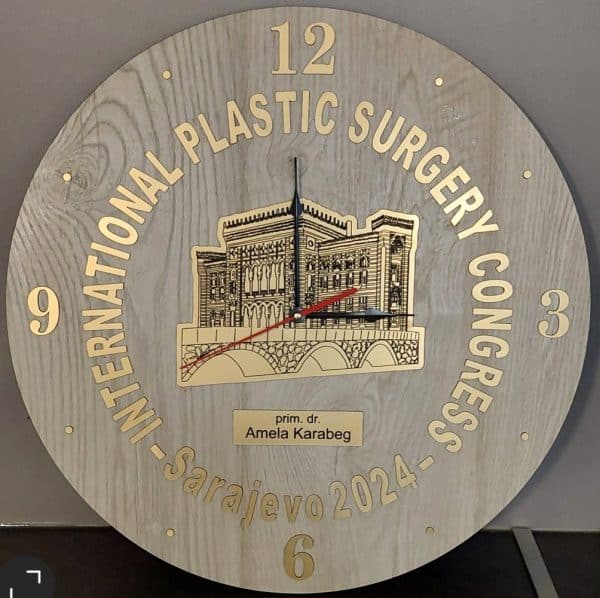 12
INTERNATIONAL PLASTIC SURGERY CONGRESS
9
3
prim. dr.
Amela Karabeg
- Sarajevo 2024 -
6